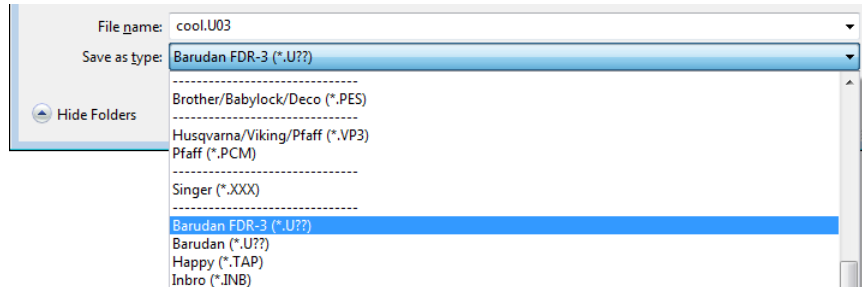 File name: cool.U03
Save as type: Barudan FDR-3 (*.U??)
------------------------------
Brother/Babylock/Deco (*.PES)
------------------------------
Hide Folders
Husqvarna/Viking/Pfaff (*.VP3)
Pfaff (*.PCM)
------------------------------
Singer (*.XXX)
------------------------------
Barudan FDR-3 (*.U??)
Barudan (*.U??)
Happy (*.TAP)
Inbro (*.INB)